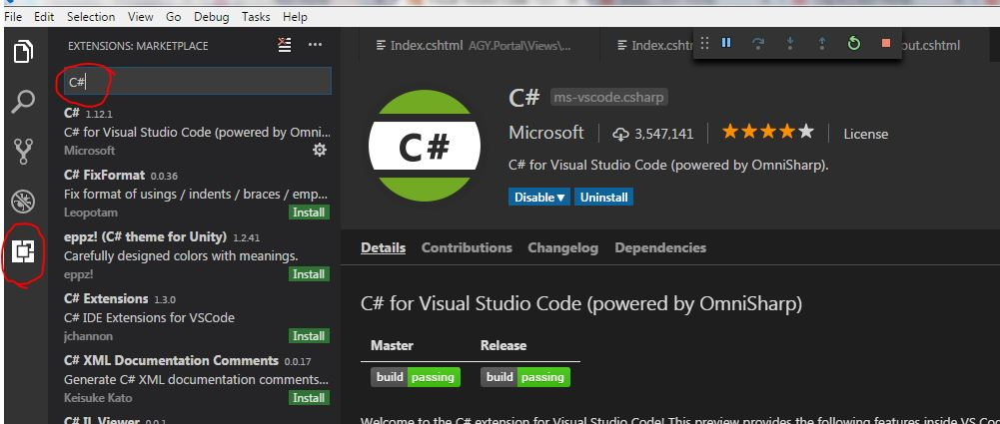 File Edit Selection View Go Debug Tasks Help
EXTENSIONS: MARKETPLACE
C#
C# 1.12.1
C# for Visual Studio Code (powered by Omni...
Microsoft
C# FixFormat 0.0.36
Fix format of usings / indents / braces / emp...
Leopotam Install
eppz! (C# theme for Unity) 1.2.41
Carefully designed colors with meanings.
eppz! Install
C# Extensions 1.3.0
C# IDE Extensions for VSCode
jchannon Install
C# XML Documentation Comments 0.0.17
Generate C# XML documentation comments...
Keisuke Kato Install
C# IL Viewer 0.0.1
Index.cshtml AGY.Portal\Views\...
Index.cshtm
out.cshtml
C#
C# ms-vscode.csharp
Microsoft 3,547,141 License
C# for Visual Studio Code (powered by OmniSharp).
Disable Uninstall
Details Contributions Changelog Dependencies
C# for Visual Studio Code (powered by OmniSharp)
Master Release
build passing build passing
Welcome to the C# extension for Visual Studio Code! This preview provides the following features inside VS Cod